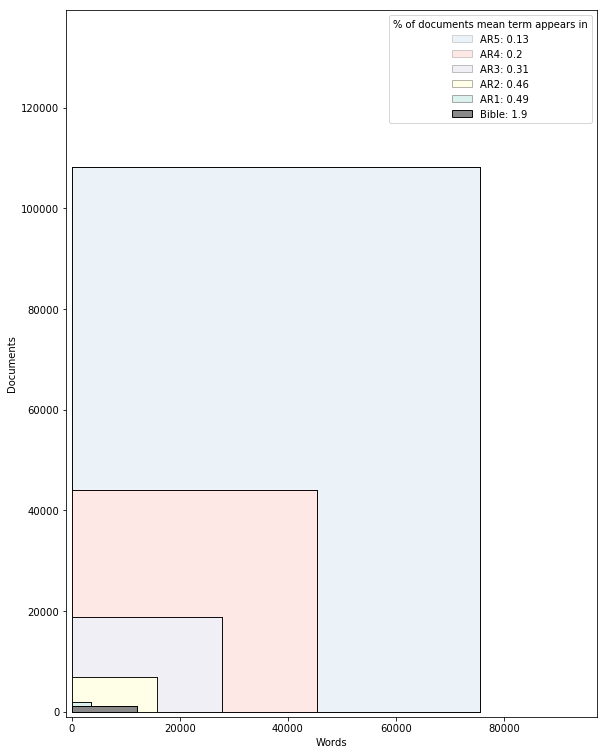 % of documents mean term appears in
AR5: 0.13
AR4: 0.2
AR3: 0.31
AR2: 0.46
AR1: 0.49
Bible: 1.9
120000
100000
80000
60000
40000
20000
0
Documents
0 20000 40000 60000 80000
Words